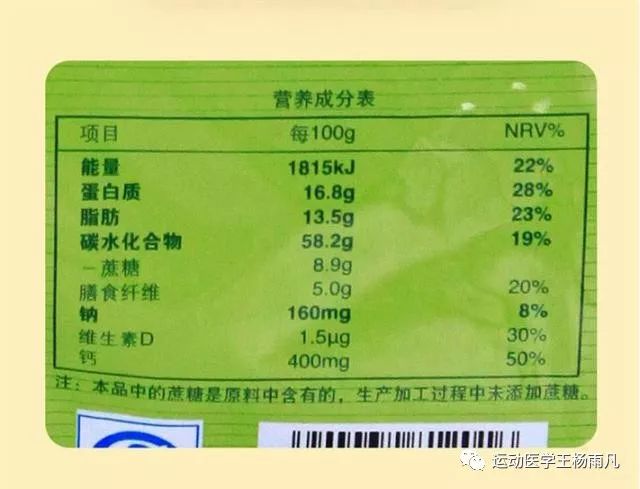 营养成分表
项目 每100g NRV%
能量 1815kJ 22%
蛋白质 16.8g 28%
脂肪 13.5g 23%
碳水化合物 58.2g 19%
－蔗糖 8.9g
膳食纤维 5.0g 20%
钠 160mg 8%
维生素D 1.5μg 30%
钙 400mg 50%
注：本品中的蔗糖是原料中含有的，生产加工过程中未添加蔗糖。
运动医学王杨雨凡